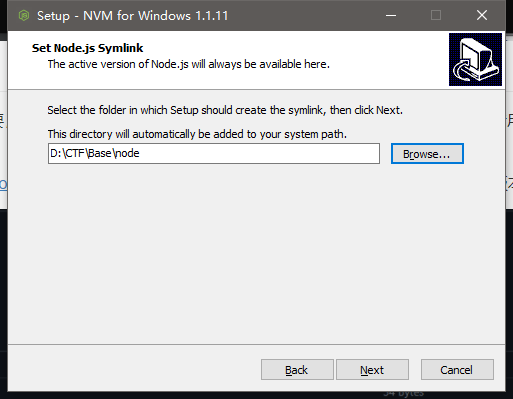 Setup - NVM for Windows 1.1.11
Set Node.js Symlink
The active version of Node.js will always be available here.
Select the folder in which Setup should create the symlink, then click Next.
This directory will automatically be added to your system path.
D:\CTF\Base\node
Browse...
Back
Next
Cancel
54 bytes